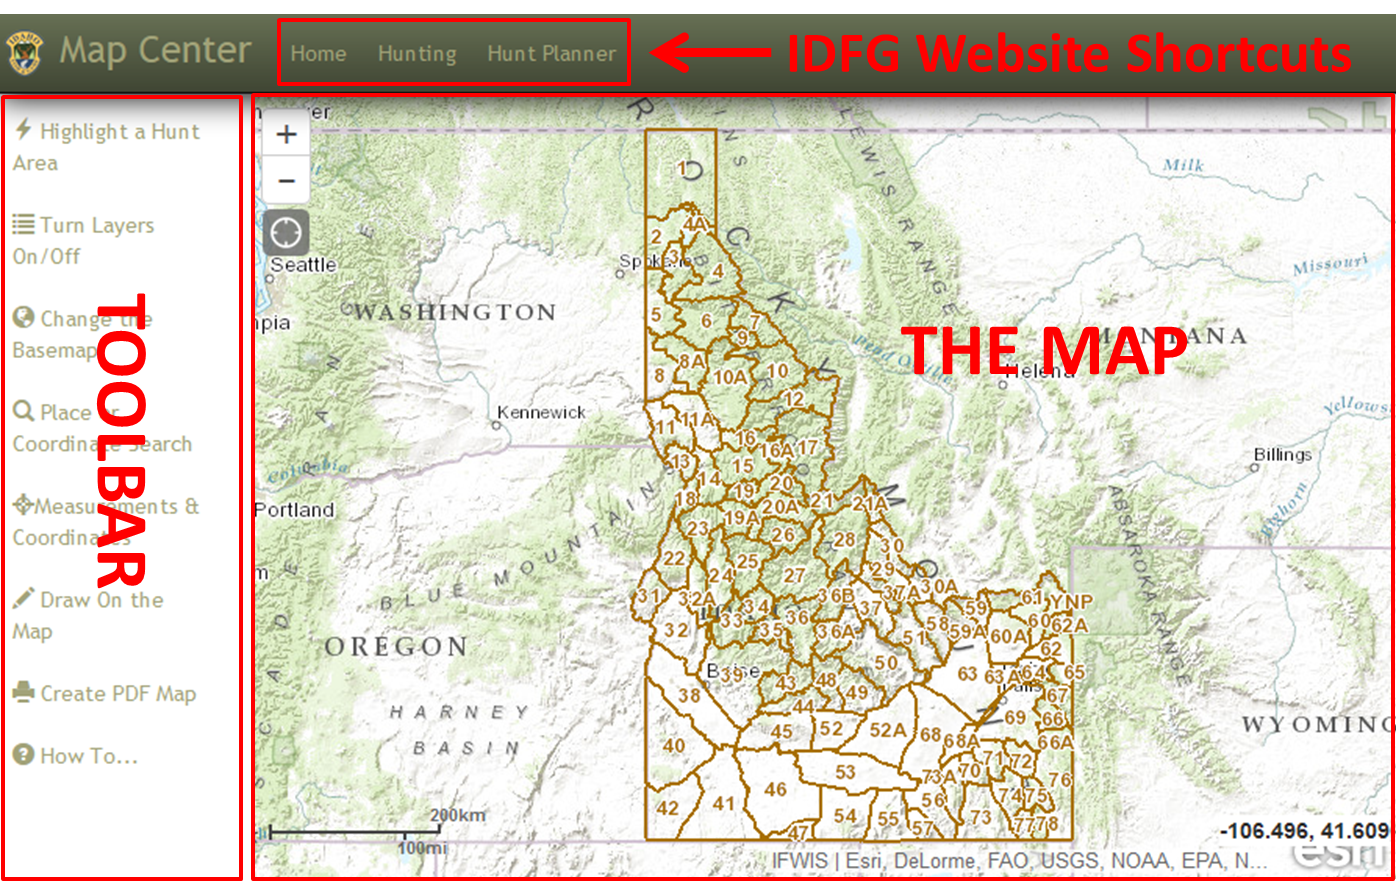 IDAHO
Map Center
Home Hunting Hunt Planner
IDFG Website Shortcuts
Highlight a Hunt
Area
Turn Layers
On/Off
Change the
Basemap
Place or
Coordinate Search
Measurements &
Coordinates
Draw On the
Map
Create PDF Map
How To...
TOOLBAR
+
−
THE MAP
Seattle
Spokane
WASHINGTON
MONTANA
Helena
Kennewick
Billings
Portland
OREGON
Boise
WYOMING
HARNEY
BASIN
BLUE MOUNTAINS
LEWIS RANGE
ABSAROKA RANGE
Milk
Missouri
Pend Oreille
Yellows
Bighorn
Columbia
1
2
4A
3
4
5
6
7
9
8
8A
10A
10
12
11
11A
16
16A
17
13
15
14
20
18
19
20A
21
21A
19A
23
26
28
30
22
25
29
24
27
31
32A
34
36B
37A
30A
61
YNP
33
36
37
59
60
62A
32
35
36A
51
58
59A
60A
62
39
43
48
50
63
63A
64
65
38
49
67
44
69
66
45
52
52A
68
68A
66A
40
71
72
53
73A
70
76
46
42
41
56
74
75
54
55
57
73
77
78
47
200km
100mi
-106.496, 41.609
esri
IFWIS | Esri, DeLorme, FAO, USGS, NOAA, EPA, N...